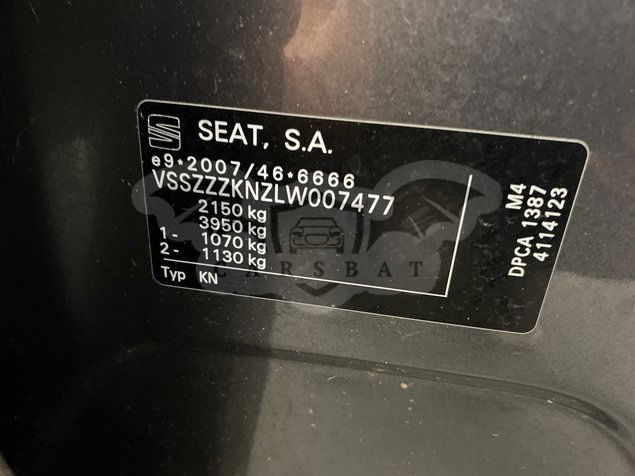 SEAT, S.A.
e9*2007/46*6666
VSSZZZKNZLW007477
2150 kg
3950 kg
1- 1070 kg
2- 1130 kg
Typ KN
M4
DPCA 1387
4114123
CARSBAT